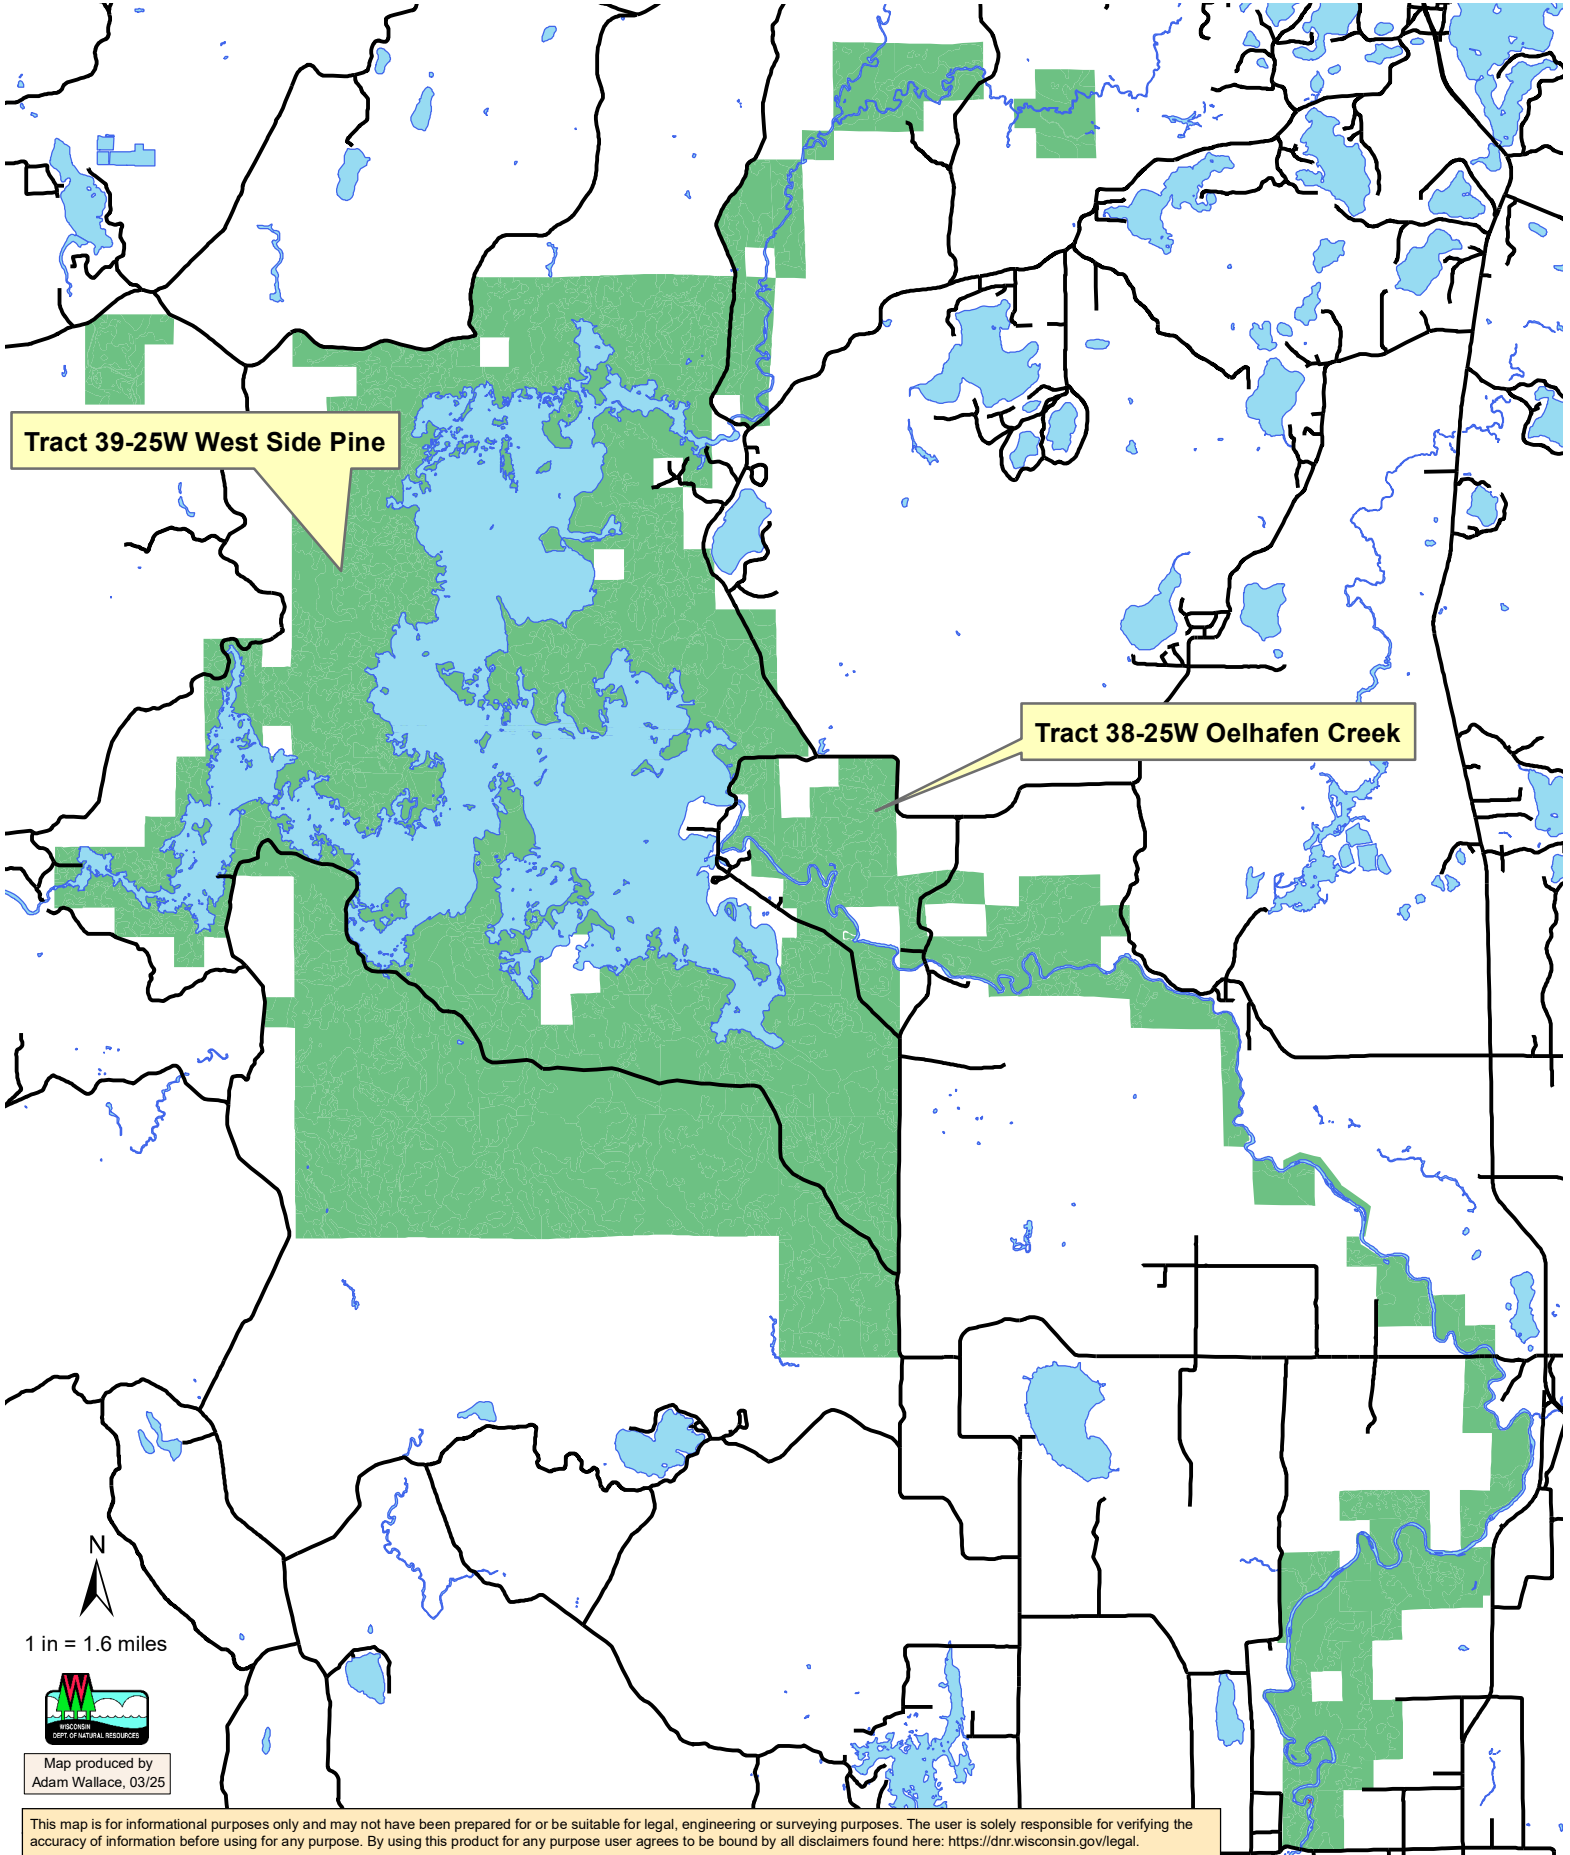 Tract 39-25W West Side Pine
Tract 38-25W Oelhafen Creek
N
1 in = 1.6 miles
W
WISCONSIN
DEPT. OF NATURAL RESOURCES
Map produced by
Adam Wallace, 03/25
This map is for informational purposes only and may not have been prepared for or be suitable for legal, engineering or surveying purposes. The user is solely responsible for verifying the
accuracy of information before using for any purpose. By using this product for any purpose user agrees to be bound by all disclaimers found here: https://dnr.wisconsin.gov/legal.